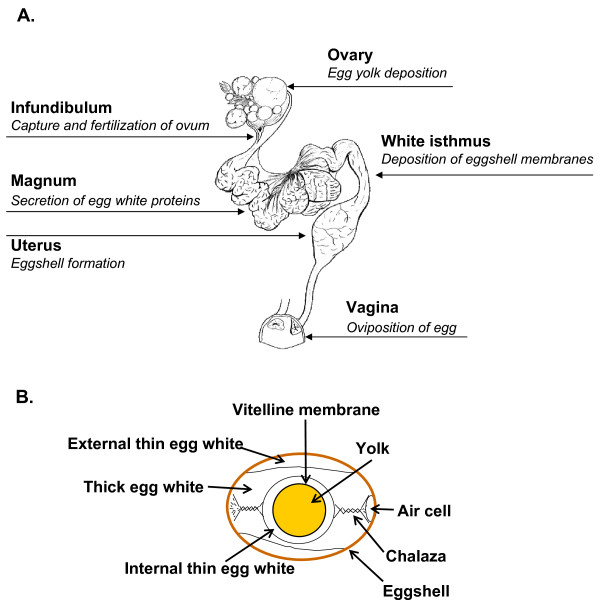 A.
Ovary
Egg yolk deposition
Infundibulum
Capture and fertilization of ovum
White isthmus
Deposition of eggshell membranes
Magnum
Secretion of egg white proteins
Uterus
Eggshell formation
Vagina
Oviposition of egg
B.
Vitelline membrane
External thin egg white
Yolk
Thick egg white
Air cell
Chalaza
Internal thin egg white
Eggshell